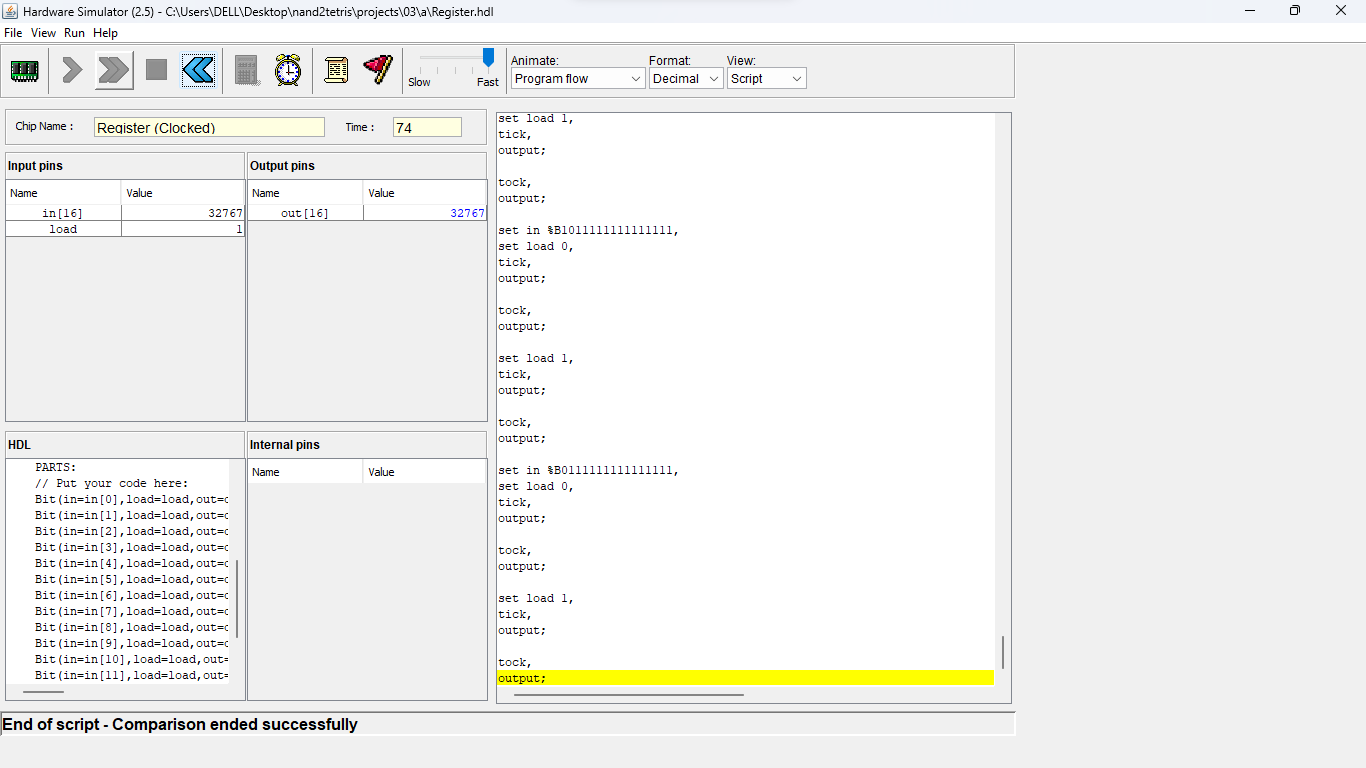 Hardware Simulator (2.5) - C:\Users\DELL\Desktop\nand2tetris\projects\03\a\Register.hdl
File View Run Help
Slow Fast
Animate: Format: View:
Program flow Decimal Script
Chip Name : Register (Clocked) Time : 74
Input pins
Name Value
in[16] 32767
load 1
Output pins
Name Value
out[16] 32767
HDL
PARTS:
// Put your code here:
Bit(in=in[0],load=load,out=
Bit(in=in[1],load=load,out=
Bit(in=in[2],load=load,out=
Bit(in=in[3],load=load,out=
Bit(in=in[4],load=load,out=
Bit(in=in[5],load=load,out=
Bit(in=in[6],load=load,out=
Bit(in=in[7],load=load,out=
Bit(in=in[8],load=load,out=
Bit(in=in[9],load=load,out=
Bit(in=in[10],load=load,out=
Bit(in=in[11],load=load,out=
Internal pins
Name Value
set load 1,
tick,
output;
tock,
output;
set in %B1011111111111111,
set load 0,
tick,
output;
tock,
output;
set load 1,
tick,
output;
tock,
output;
set in %B0111111111111111,
set load 0,
tick,
output;
tock,
output;
set load 1,
tick,
output;
tock,
output;
End of script - Comparison ended successfully